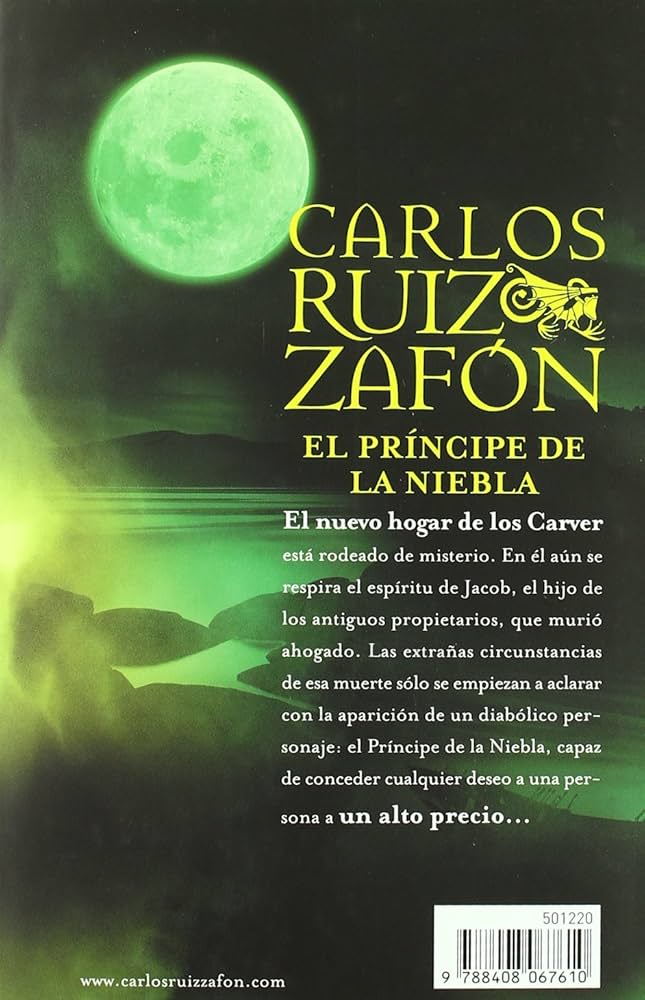 CARLOS
RUIZ
ZAFÓN
EL PRÍNCIPE DE
LA NIEBLA
El nuevo hogar de los Carver
está rodeado de misterio. En él aún se
respira el espíritu de Jacob, el hijo de
los antiguos propietarios, que murió
ahogado. Las extrañas circunstancias
de esa muerte sólo se empiezan a aclarar
con la aparición de un diabólico per-
sonaje: el Príncipe de la Niebla, capaz
de conceder cualquier deseo a una per-
sona a un alto precio...
501220
9 788408 067610
www.carlosruizzafon.com